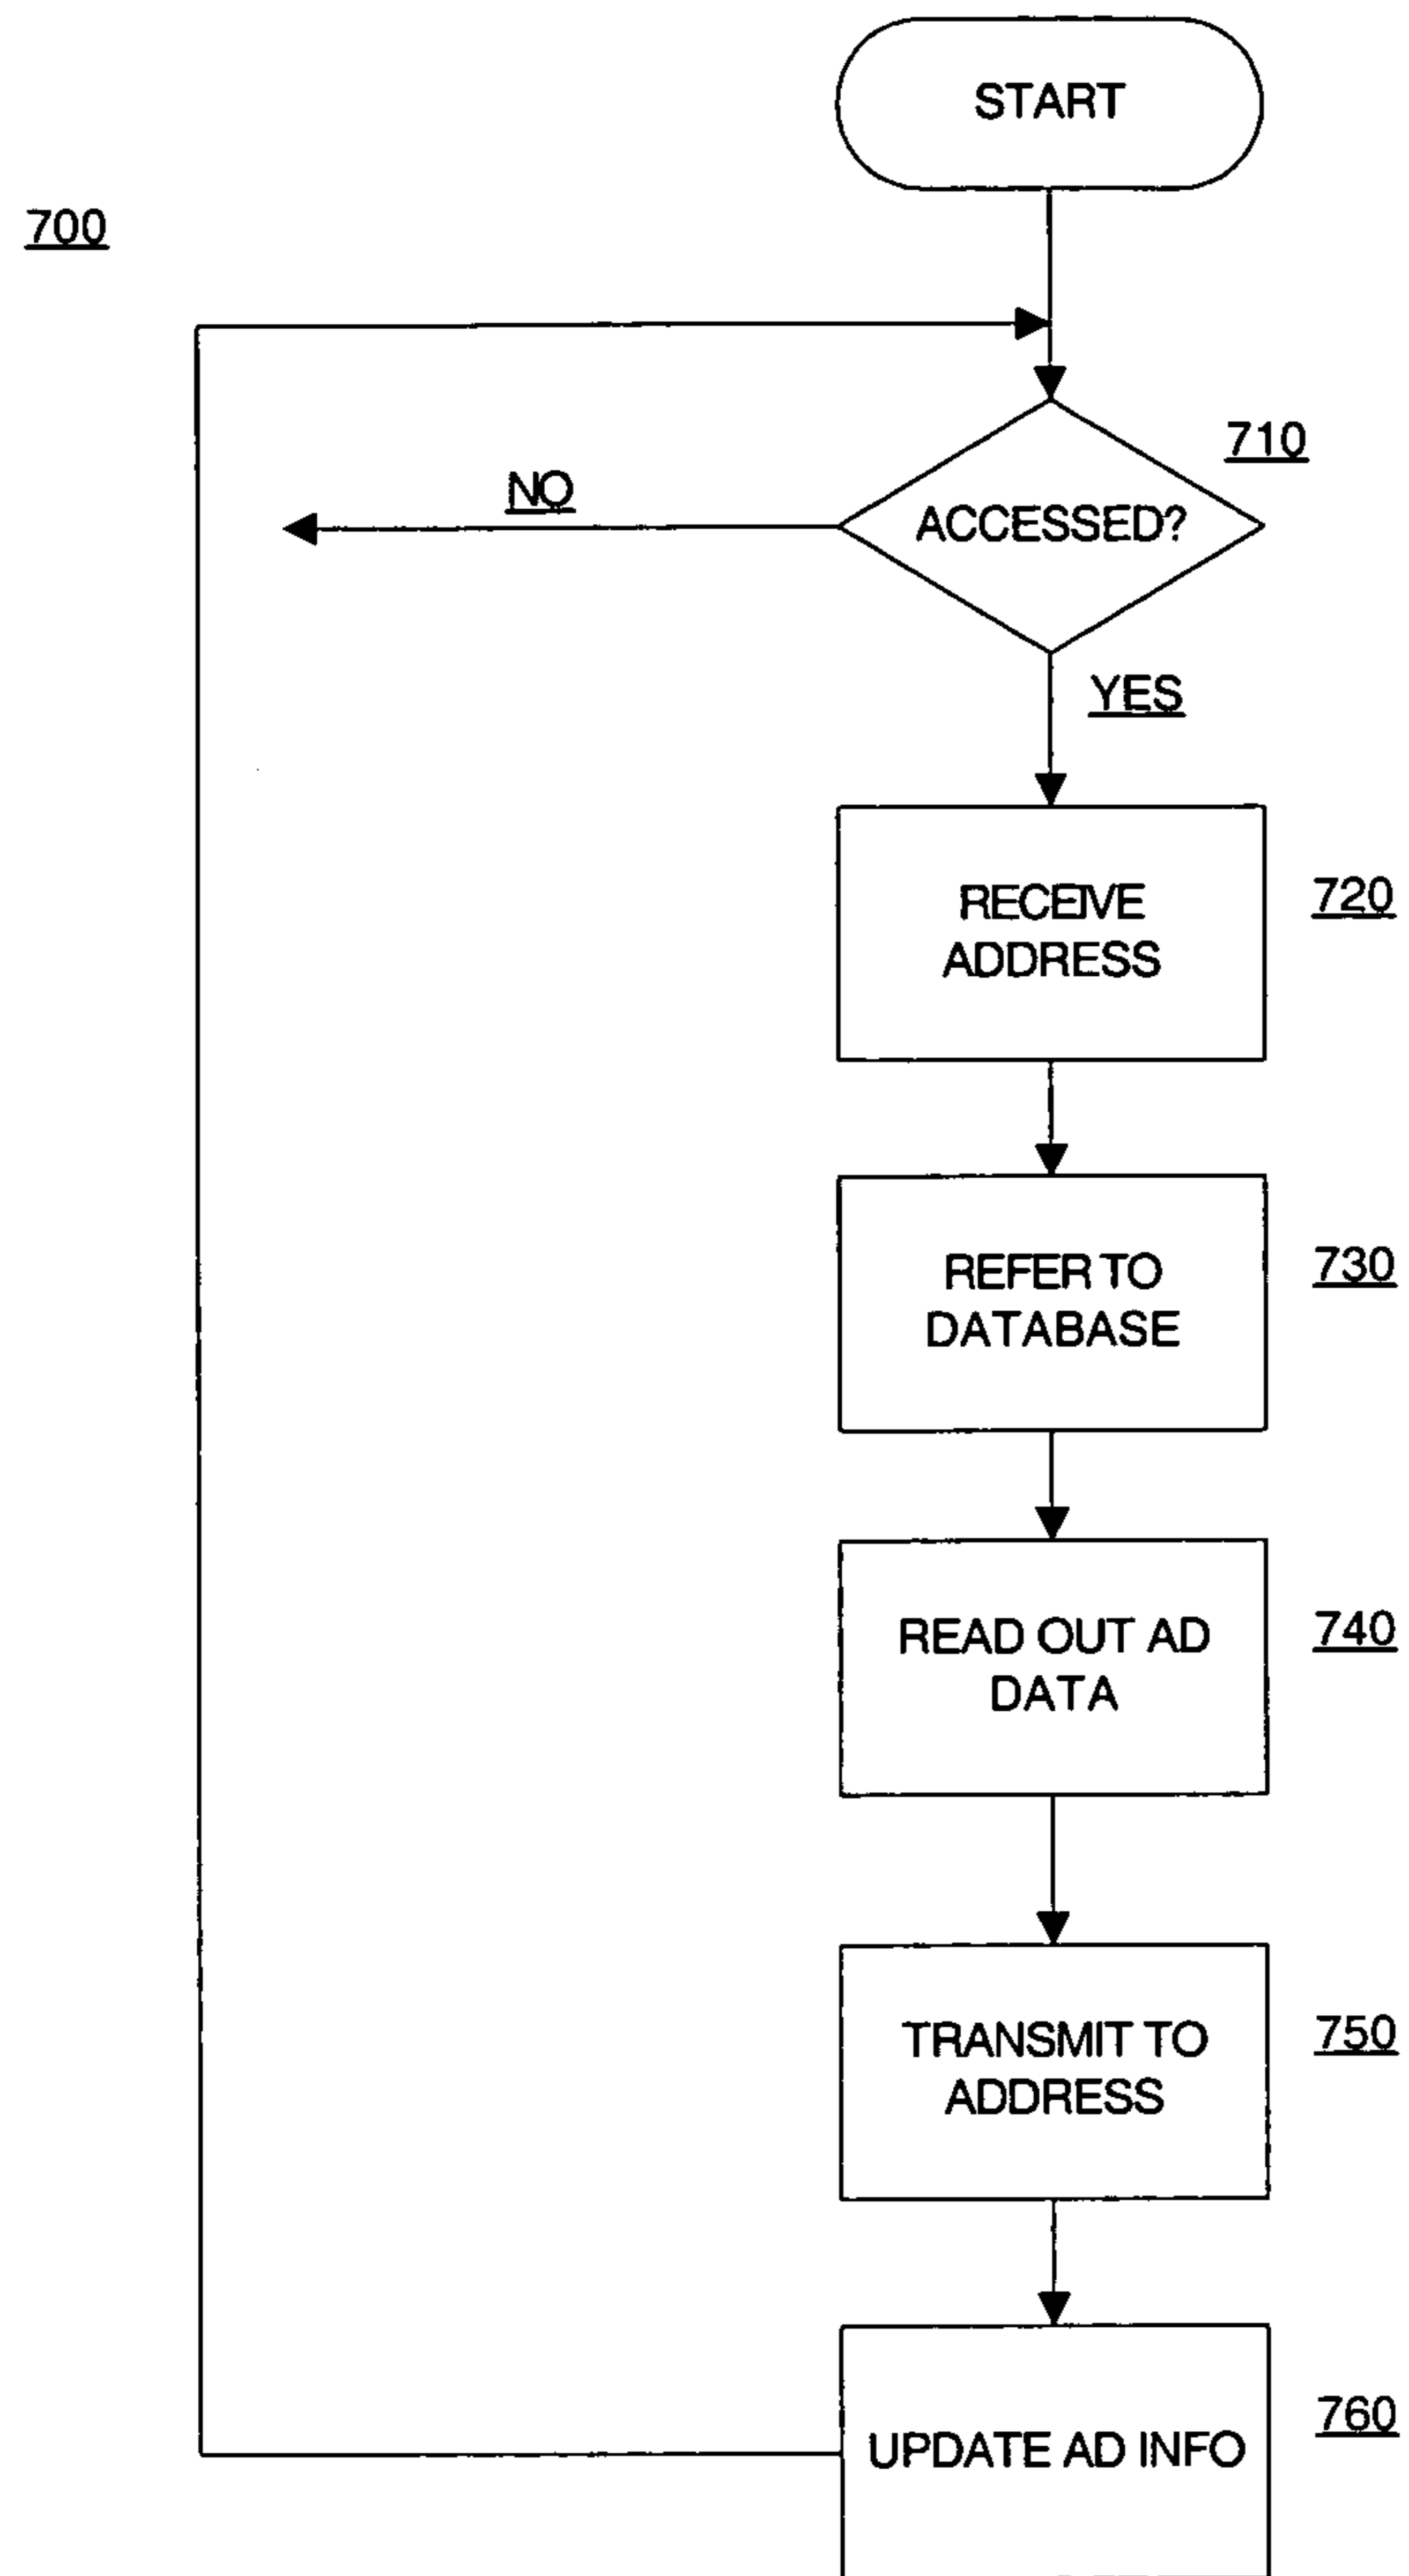 START
700
710
ACCESSED?
NO
YES
RECEIVE
ADDRESS
720
REFER TO
DATABASE
730
READ OUT AD
DATA
740
TRANSMIT TO
ADDRESS
750
UPDATE AD INFO
760